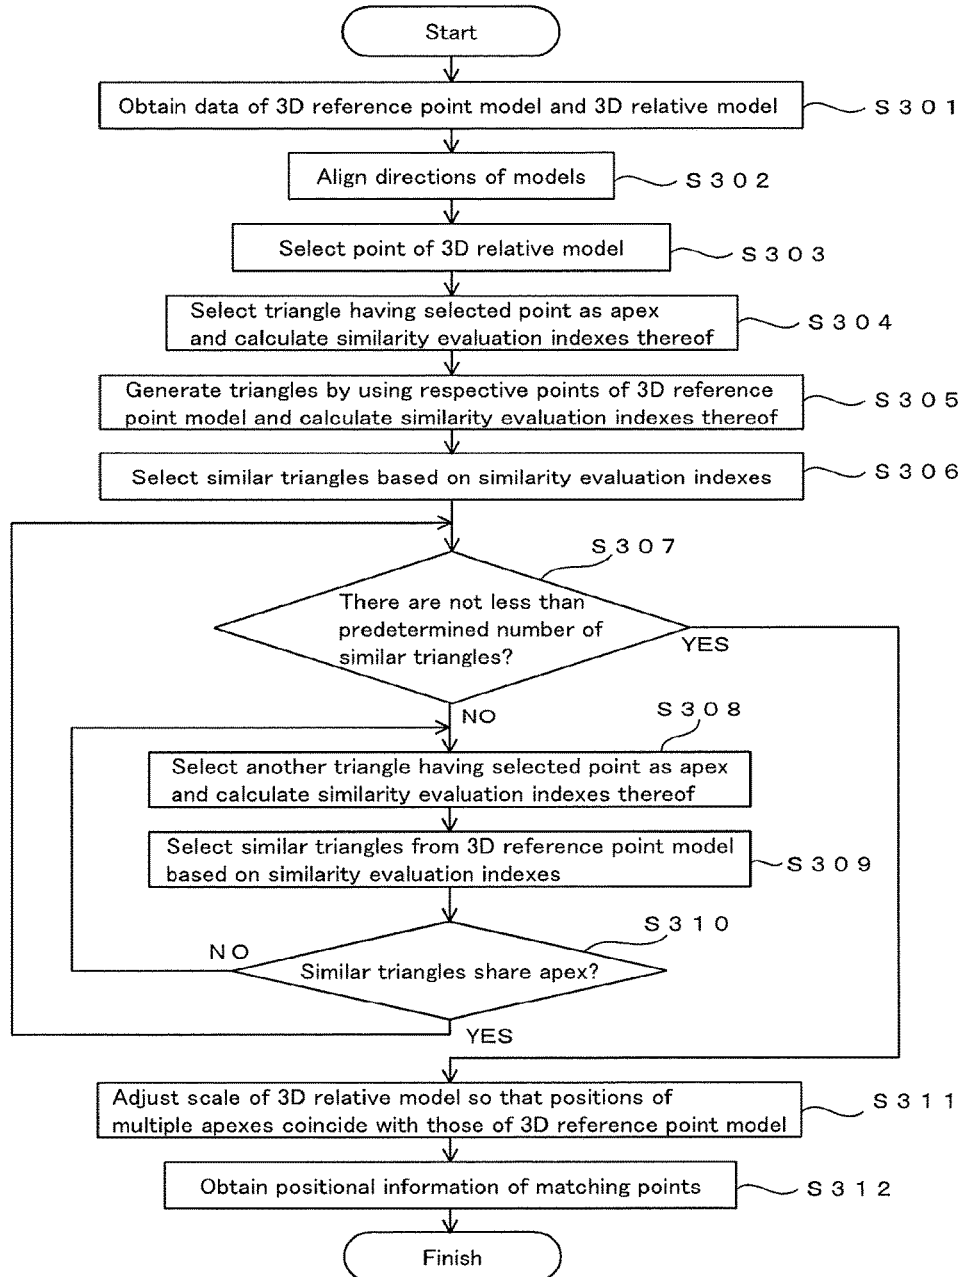 Start
Obtain data of 3D reference point model and 3D relative model
S301
Align directions of models
S302
Select point of 3D relative model
S303
Select triangle having selected point as apex
and calculate similarity evaluation indexes thereof
S304
Generate triangles by using respective points of 3D reference
point model and calculate similarity evaluation indexes thereof
S305
Select similar triangles based on similarity evaluation indexes
S306
S307
There are not less than
predetermined number of
similar triangles?
YES
NO
S308
Select another triangle having selected point as apex
and calculate similarity evaluation indexes thereof
Select similar triangles from 3D reference point model
based on similarity evaluation indexes
S309
S310
NO
Similar triangles share apex?
YES
Adjust scale of 3D relative model so that positions of
multiple apexes coincide with those of 3D reference point model
S311
Obtain positional information of matching points
S312
Finish